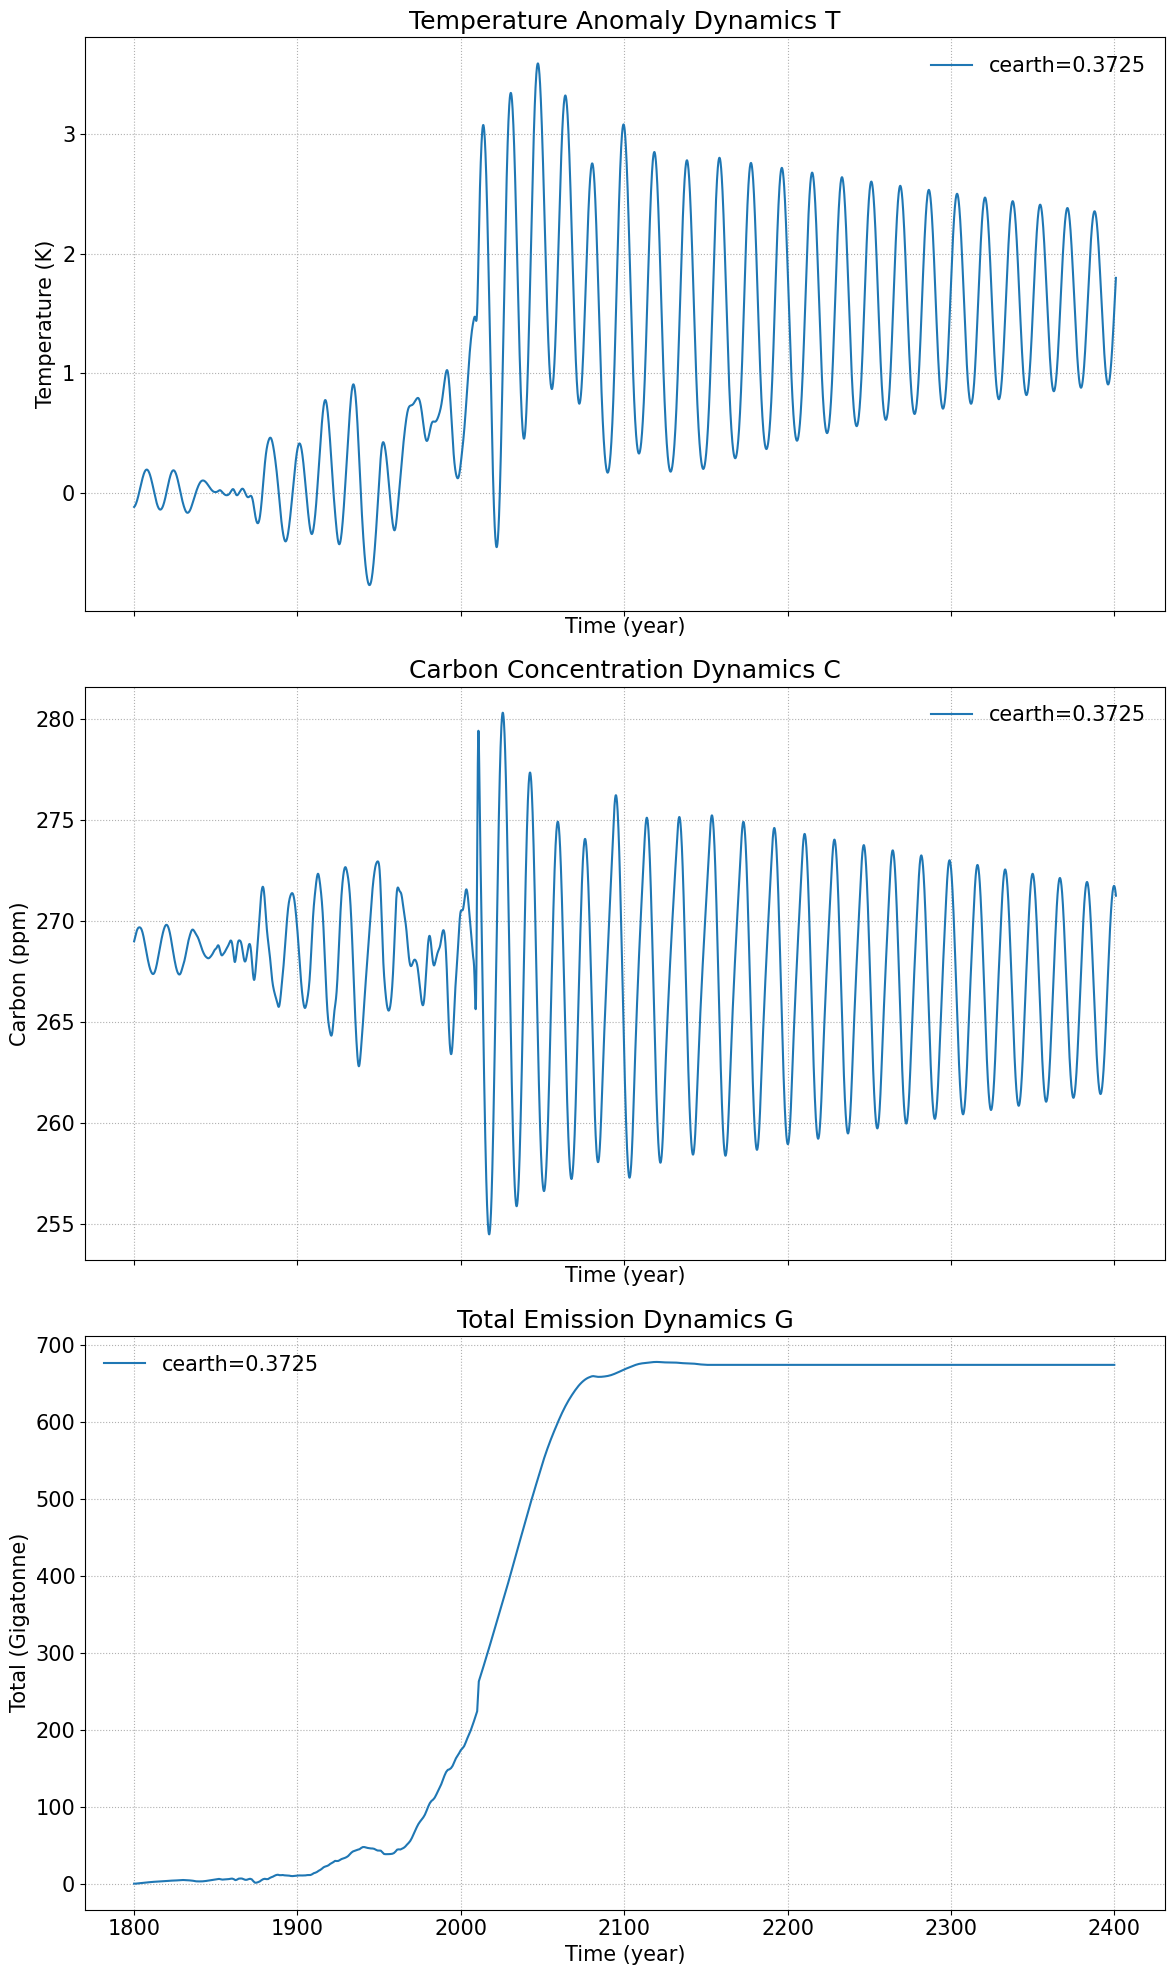 Temperature Anomaly Dynamics T
cearth=0.3725
3
2
1
0
Temperature (K)
Time (year)
Carbon Concentration Dynamics C
cearth=0.3725
280
275
270
265
260
255
Carbon (ppm)
Time (year)
Total Emission Dynamics G
cearth=0.3725
700
600
500
400
300
200
100
0
Total (Gigatonne)
1800 1900 2000 2100 2200 2300 2400
Time (year)